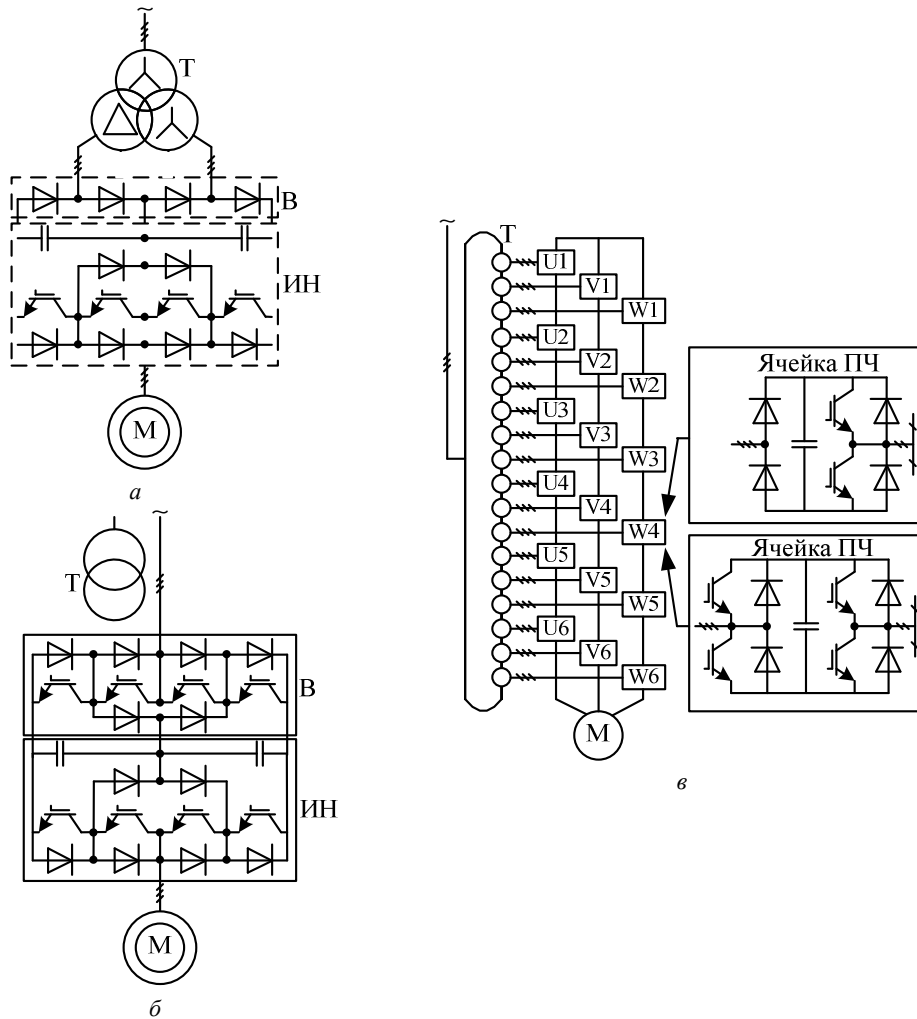 ~
Т
В
ИН
М
а
~
Т
В
ИН
М
б
~
Т
U1
V1
W1
U2
V2
W2
U3
V3
W3
U4
V4
W4
U5
V5
W5
U6
V6
W6
М
Ячейка ПЧ
Ячейка ПЧ
в